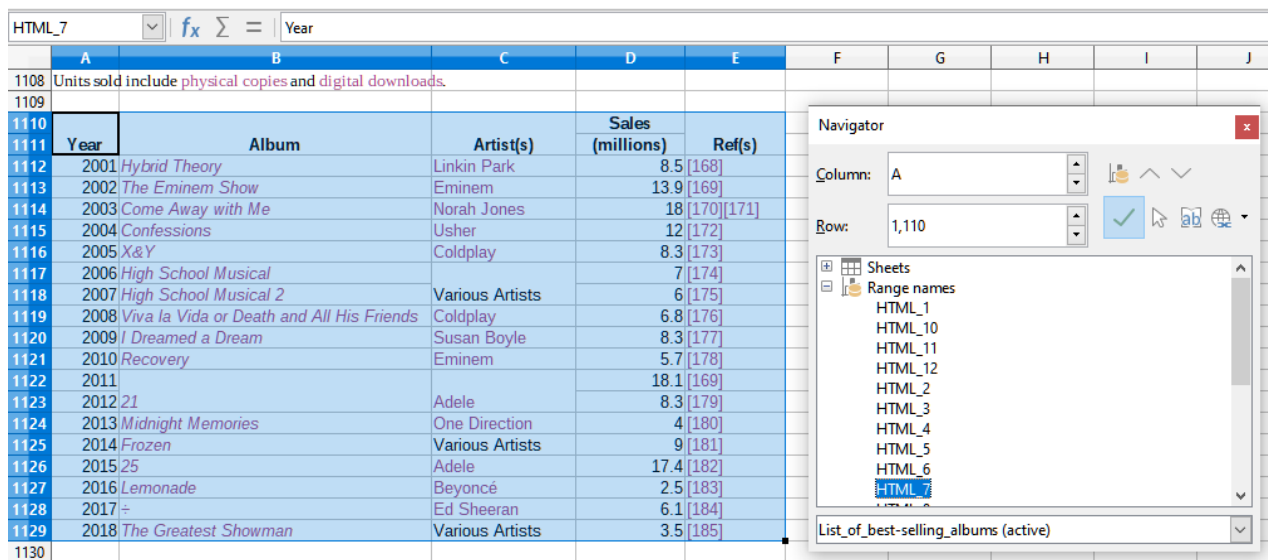 HTML_7 fx Σ = Year
A B C D E F G H I J
1108 Units sold include physical copies and digital downloads.
1109
1110 Sales
1111 Year Album Artist(s) (millions) Ref(s)
1112 2001 Hybrid Theory Linkin Park 8.5 [168]
1113 2002 The Eminem Show Eminem 13.9 [169]
1114 2003 Come Away with Me Norah Jones 18 [170][171]
1115 2004 Confessions Usher 12 [172]
1116 2005 X&Y Coldplay 8.3 [173]
1117 2006 High School Musical 7 [174]
1118 2007 High School Musical 2 Various Artists 6 [175]
1119 2008 Viva la Vida or Death and All His Friends Coldplay 6.8 [176]
1120 2009 I Dreamed a Dream Susan Boyle 8.3 [177]
1121 2010 Recovery Eminem 5.7 [178]
1122 2011 18.1 [169]
1123 2012 21 Adele 8.3 [179]
1124 2013 Midnight Memories One Direction 4 [180]
1125 2014 Frozen Various Artists 9 [181]
1126 2015 25 Adele 17.4 [182]
1127 2016 Lemonade Beyoncé 2.5 [183]
1128 2017 ÷ Ed Sheeran 6.1 [184]
1129 2018 The Greatest Showman Various Artists 3.5 [185]
1130
Navigator x
Column: A
Row: 1,110
ab
Sheets
Range names
HTML_1
HTML_10
HTML_11
HTML_12
HTML_2
HTML_3
HTML_4
HTML_5
HTML_6
HTML_7
List_of_best-selling_albums (active)